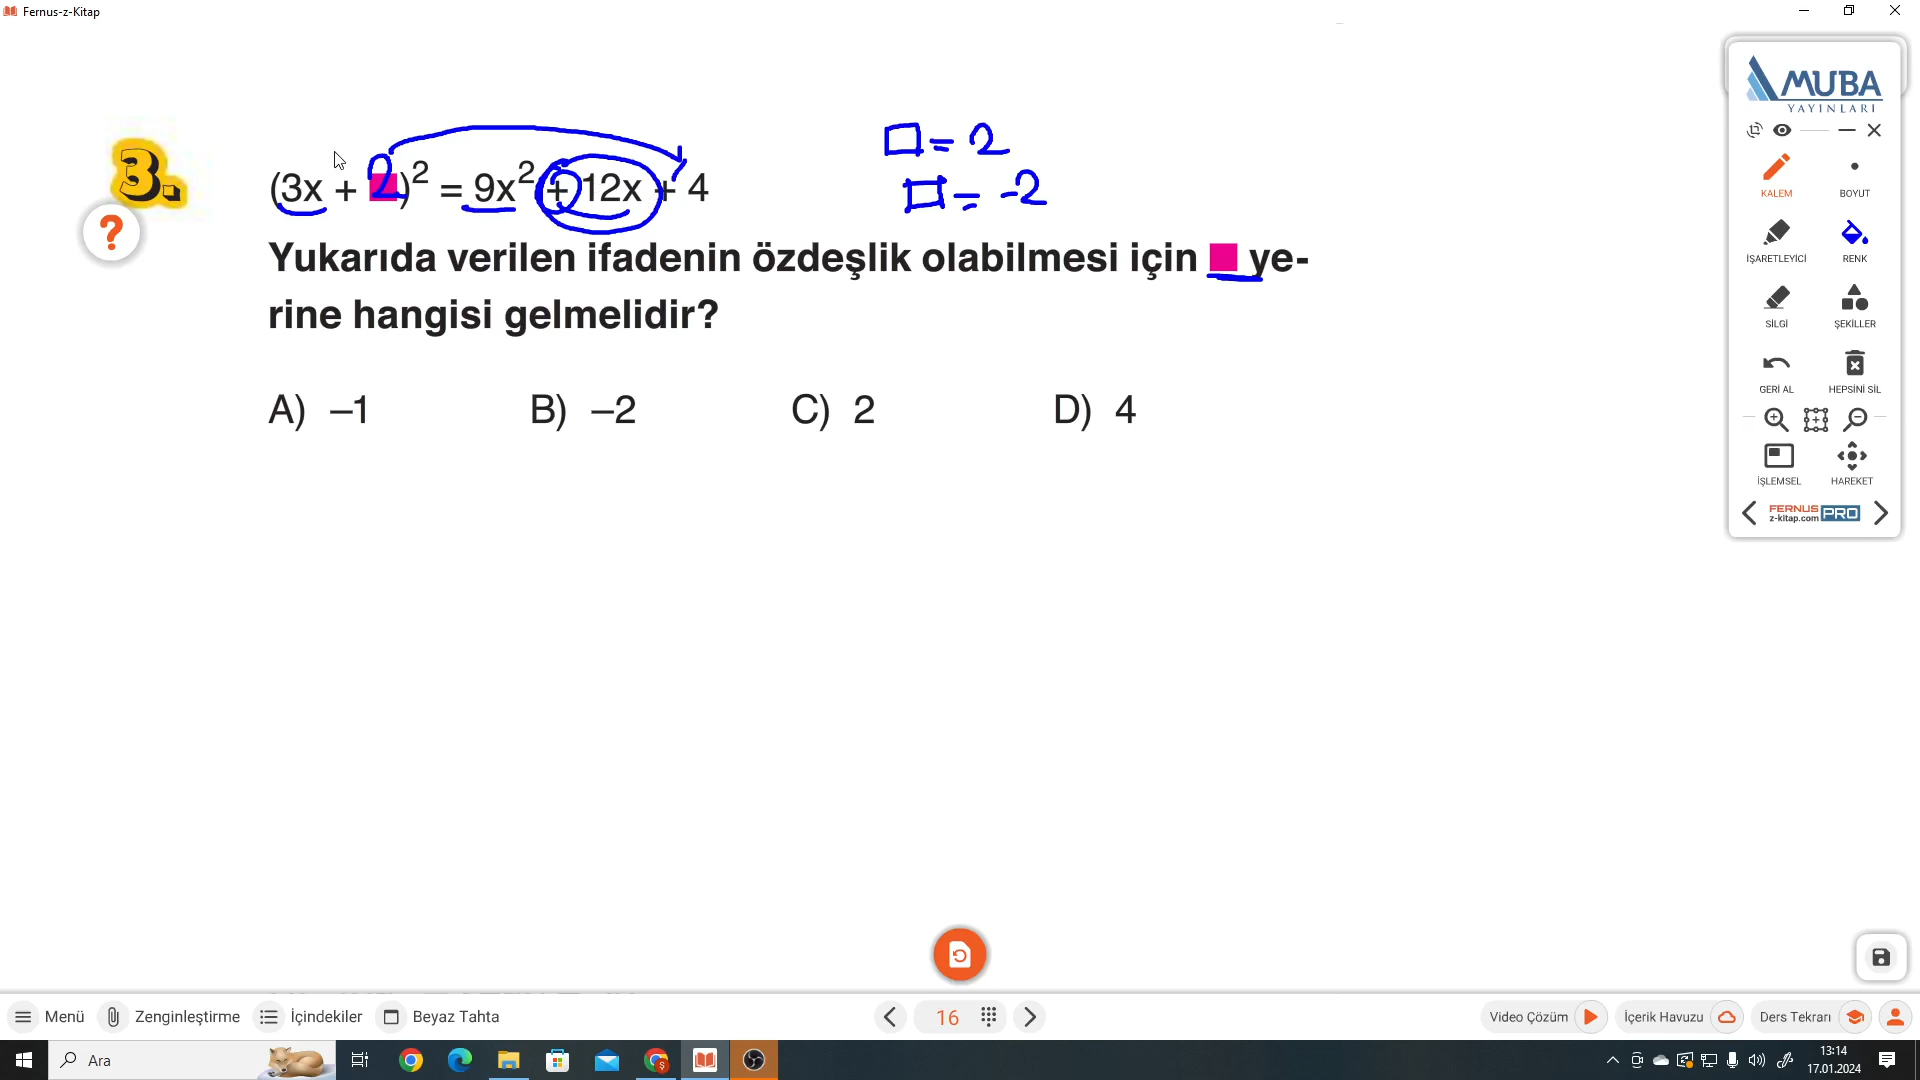 Fernus-z-Kitap
MUBA
YAYINLARI
3.
(3x + 2)² = 9x² + 12x + 4
□ = 2
□ = -2
?
Yukarıda verilen ifadenin özdeşlik olabilmesi için ■ ye-
rine hangisi gelmelidir?
A) –1 B) –2 C) 2 D) 4
KALEM BOYUT
İŞARETLEYİCİ RENK
SİLGİ ŞEKİLLER
GERİ AL HEPSİNİ SİL
İŞLEMSEL HAREKET
FERNUS PRO
z-kitap.com
Menü Zenginleştirme İçindekiler Beyaz Tahta 16 Video Çözüm İçerik Havuzu Ders Tekrarı
Ara
13:14
17.01.2024